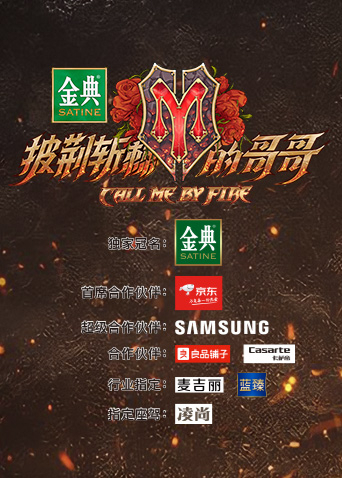 金典®
SATINE
披荆斩棘的哥哥
CALL ME BY FIRE
独家冠名： 金典® SATINE
首席合作伙伴： 京东
超级合作伙伴： SAMSUNG
合作伙伴： 良品铺子 Casarte 卡萨帝
行业指定： 麦吉丽 蓝臻
指定座驾： 凌尚